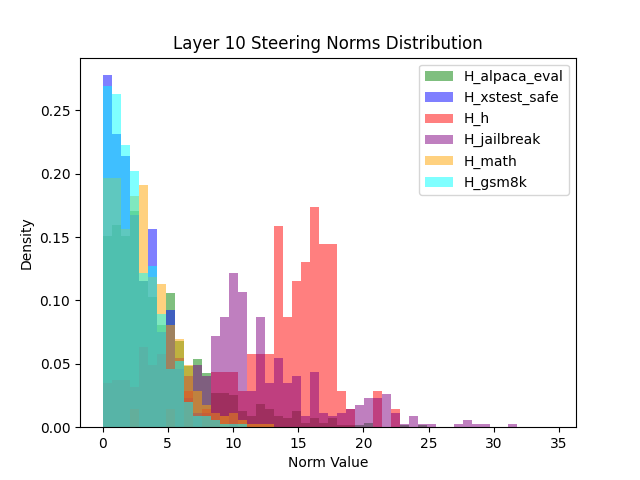 Layer 10 Steering Norms Distribution
H_alpaca_eval
H_xstest_safe
H_h
H_jailbreak
H_math
H_gsm8k
Density
0.25
0.20
0.15
0.10
0.05
0.00
0 5 10 15 20 25 30 35
Norm Value